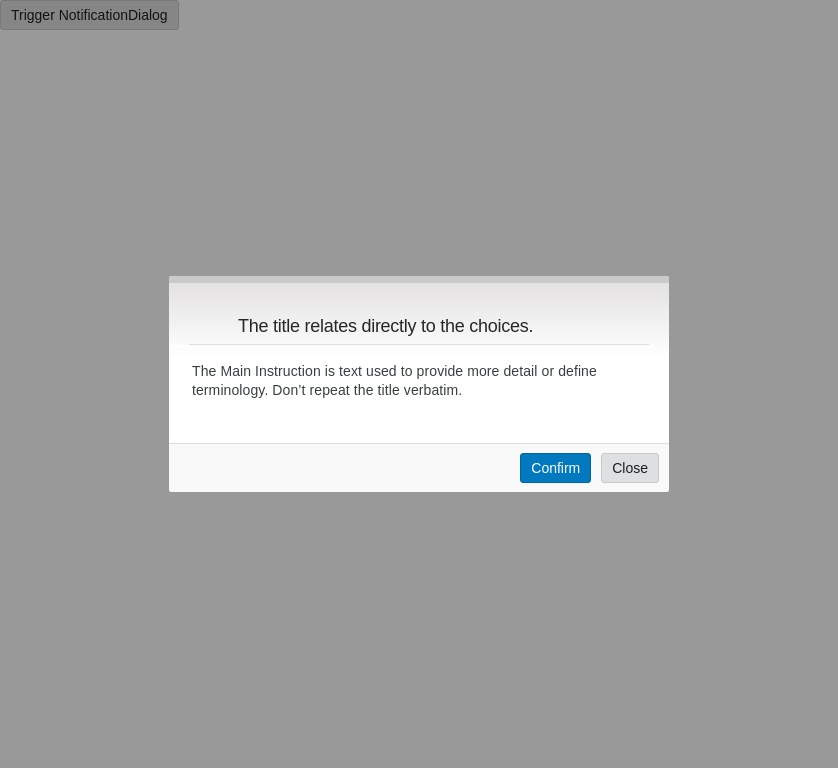 Trigger NotificationDialog
The title relates directly to the choices.
The Main Instruction is text used to provide more detail or define
terminology. Don’t repeat the title verbatim.
Confirm
Close